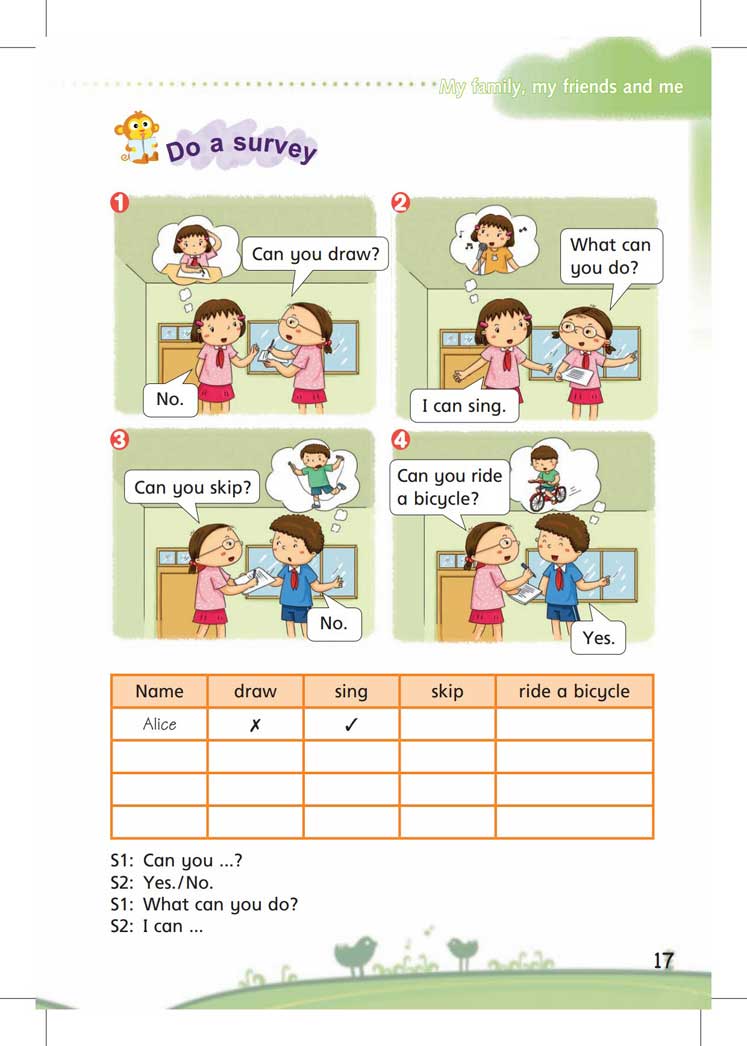 My family, my friends and me
Do a survey
1
Can you draw?
No.
2
What can
you do?
I can sing.
3
Can you skip?
No.
4
Can you ride
a bicycle?
Yes.
Name draw sing skip ride a bicycle
Alice ✗ ✓
S1: Can you ...?
S2: Yes./No.
S1: What can you do?
S2: I can ...
17